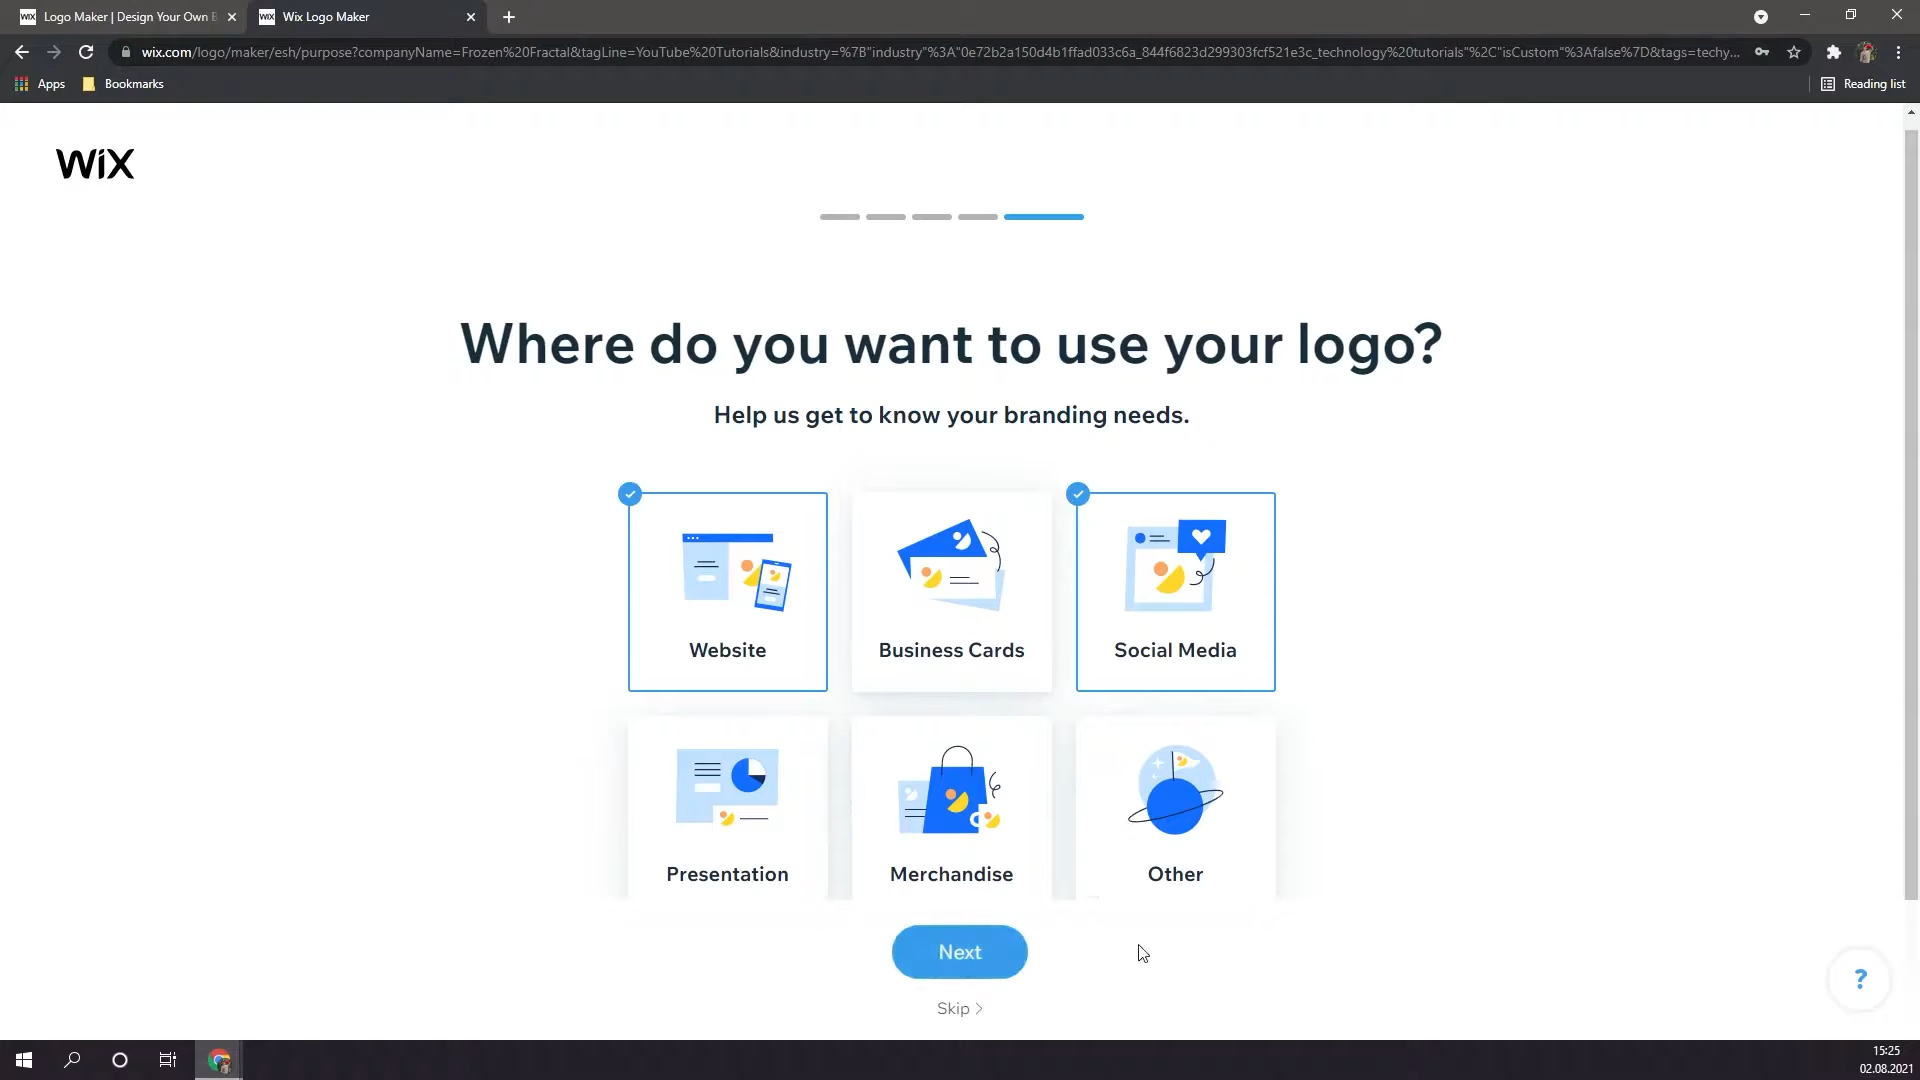 WIX Logo Maker | Design Your Own B
WIX Wix Logo Maker
wix.com/logo/maker/esh/purpose?companyName=Frozen%20Fractal&tagLine=YouTube%20Tutorials&industry=%7B"industry"%3A"0e72b2a150d4b1ffad033c6a_844f6823d299303fcf521e3c_technology%20tutorials"%2C"isCustom"%3Afalse%7D&tags=techy...
Apps
Bookmarks
Reading list
WiX
Where do you want to use your logo?
Help us get to know your branding needs.
Website
Business Cards
Social Media
Presentation
Merchandise
Other
Next
Skip >
?
15:25
02.08.2021